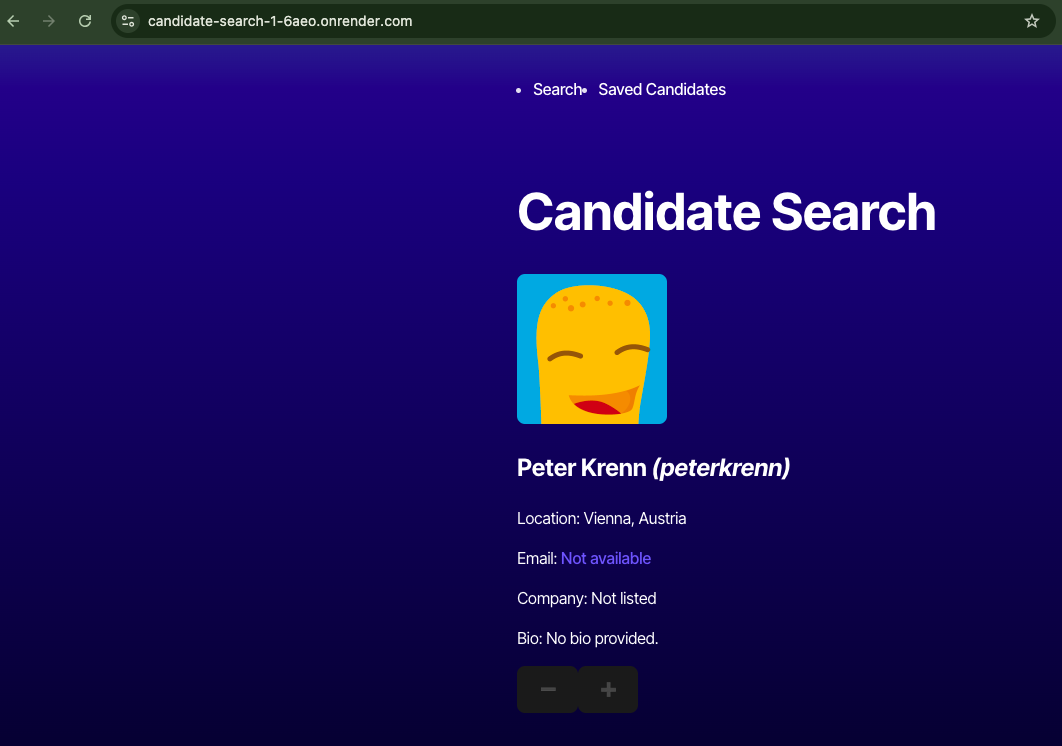 candidate-search-1-6aeo.onrender.com
• Search• Saved Candidates
Candidate Search
Peter Krenn (peterkrenn)
Location: Vienna, Austria
Email: Not available
Company: Not listed
Bio: No bio provided.
− +